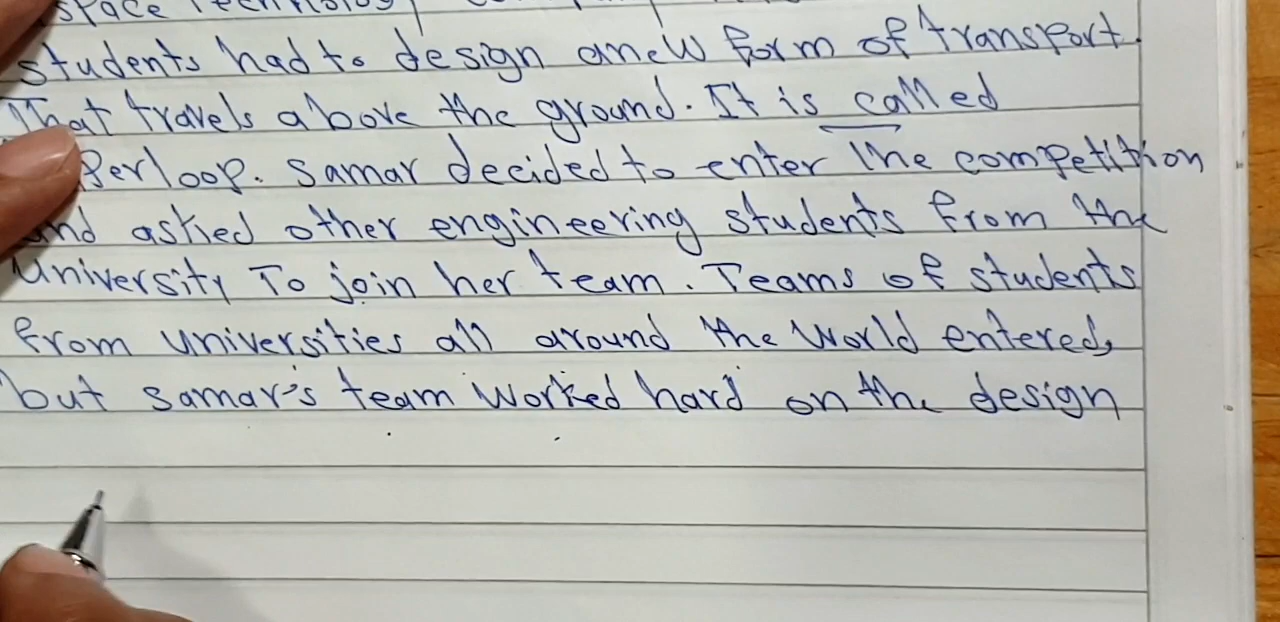 space Technology
students had to design anew form of transport.
That travels above the ground. It is called
Perloop. Samar decided to enter The competition
and asked other engineering students from the
University To join her team. Teams of students
from universities all around the World entered,
but Samar's team Worked hard on the design